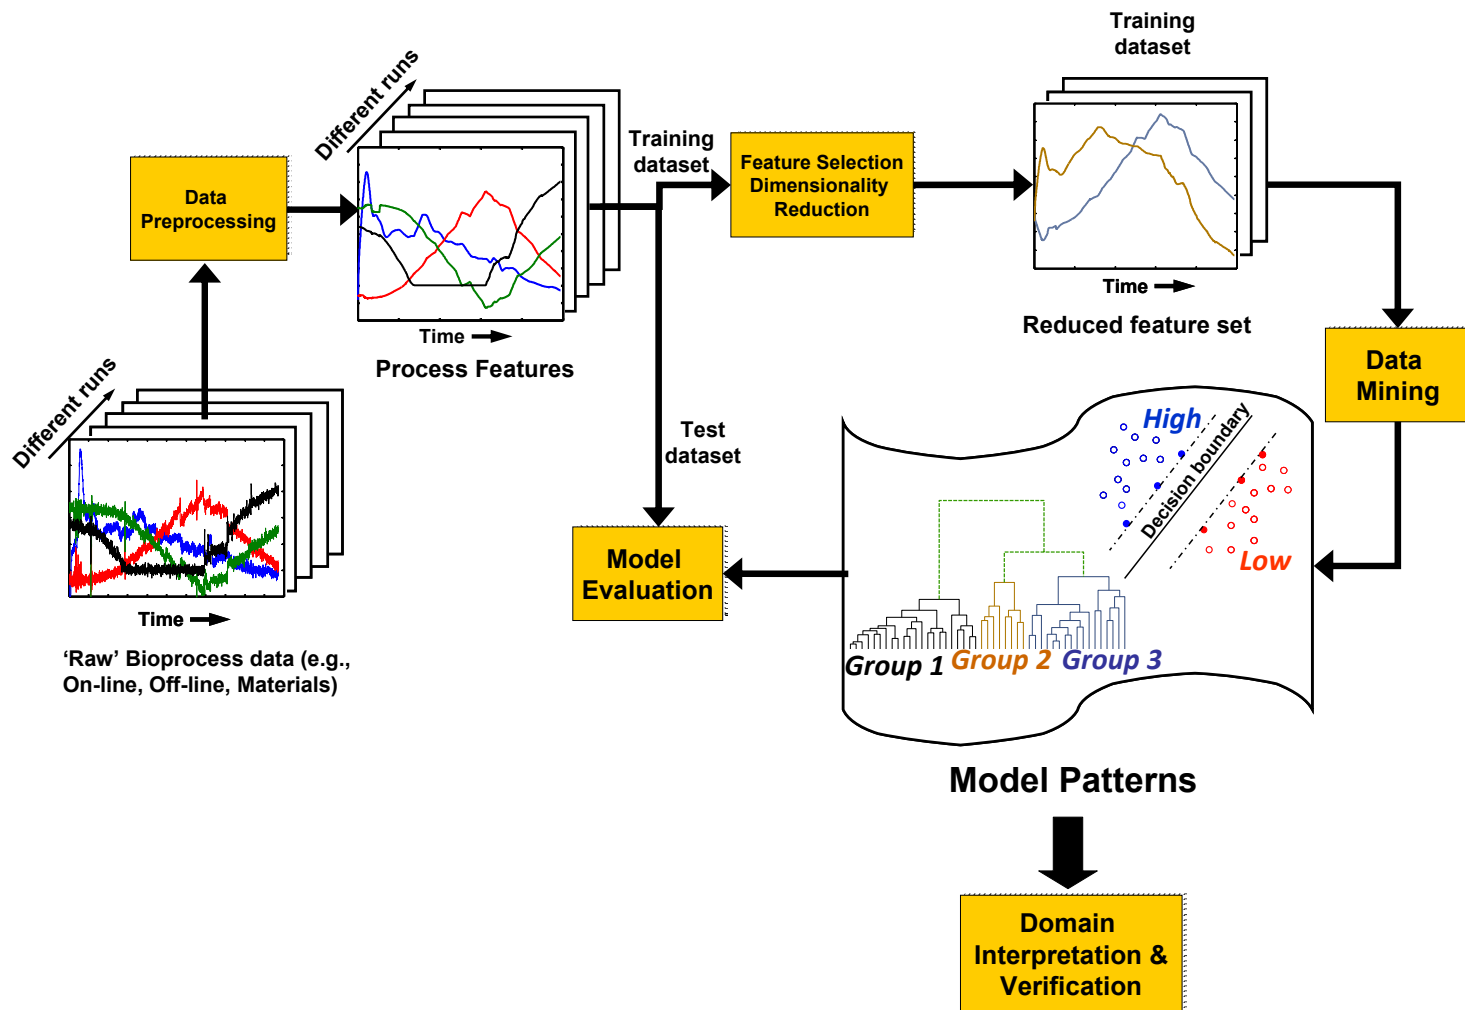 Training
dataset
Different runs
Training
dataset
Feature Selection
Dimensionality
Reduction
Data
Preprocessing
Time
Process Features
Time
Reduced feature set
Data
Mining
Different runs
Time
'Raw' Bioprocess data (e.g.,
On-line, Off-line, Materials)
Test
dataset
Model
Evaluation
High
Decision boundary
Low
Group 1
Group 2
Group 3
Model Patterns
Domain
Interpretation &
Verification